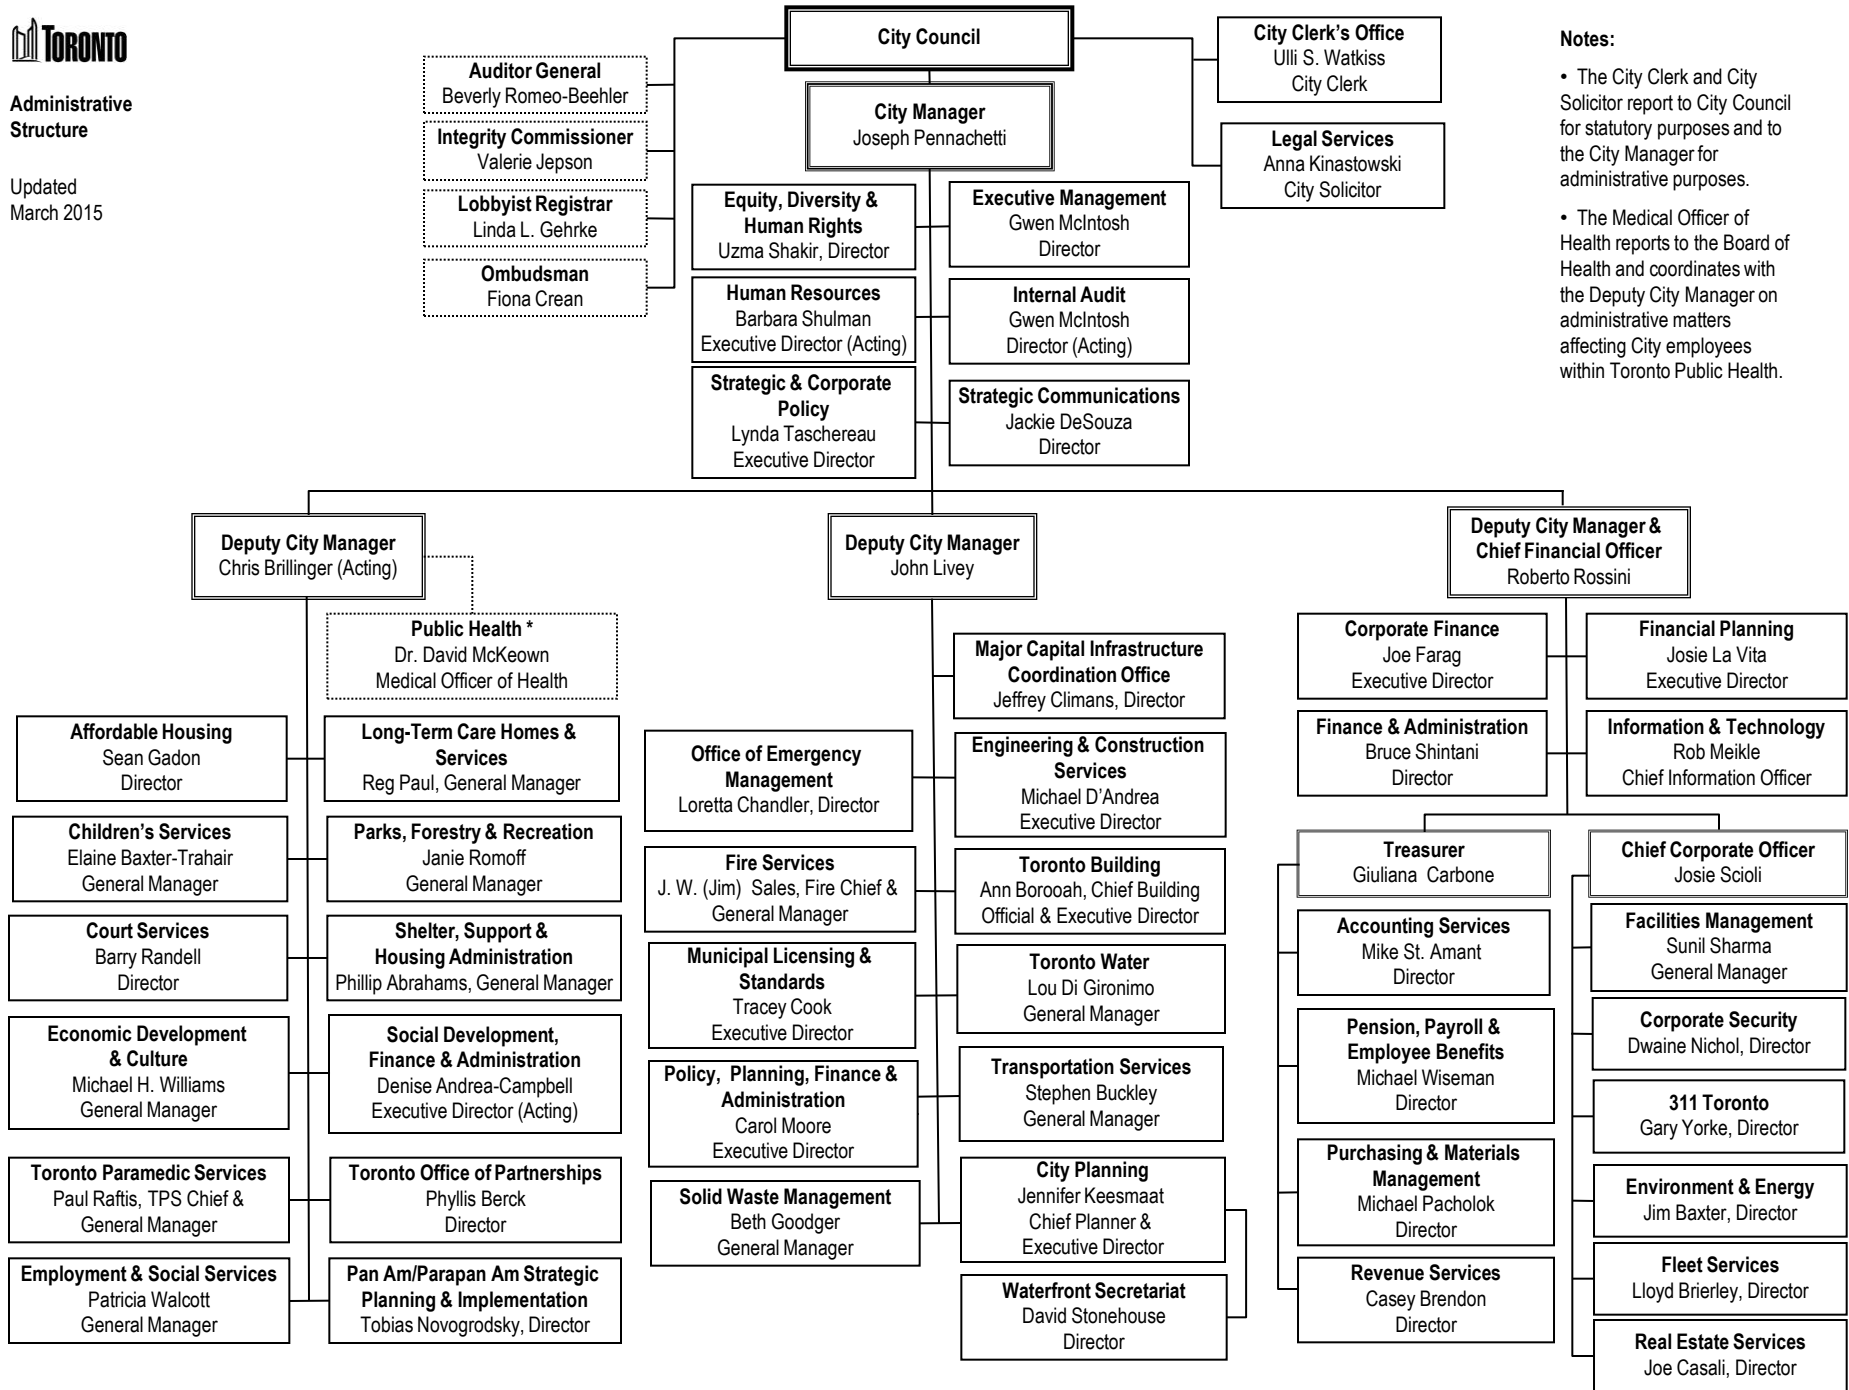 TORONTO
Administrative
Structure
Updated
March 2015
City Council
City Manager
Joseph Pennachetti
Auditor General
Beverly Romeo-Beehler
Integrity Commissioner
Valerie Jepson
Lobbyist Registrar
Linda L. Gehrke
Ombudsman
Fiona Crean
City Clerk's Office
Ulli S. Watkiss
City Clerk
Legal Services
Anna Kinastowski
City Solicitor
Notes:
• The City Clerk and City
Solicitor report to City Council
for statutory purposes and to
the City Manager for
administrative purposes.
• The Medical Officer of
Health reports to the Board of
Health and coordinates with
the Deputy City Manager on
administrative matters
affecting City employees
within Toronto Public Health.
Equity, Diversity &
Human Rights
Uzma Shakir, Director
Executive Management
Gwen McIntosh
Director
Human Resources
Barbara Shulman
Executive Director (Acting)
Internal Audit
Gwen McIntosh
Director (Acting)
Strategic & Corporate
Policy
Lynda Taschereau
Executive Director
Strategic Communications
Jackie DeSouza
Director
Deputy City Manager
Chris Brillinger (Acting)
Public Health *
Dr. David McKeown
Medical Officer of Health
Affordable Housing
Sean Gadon
Director
Long-Term Care Homes &
Services
Reg Paul, General Manager
Children's Services
Elaine Baxter-Trahair
General Manager
Parks, Forestry & Recreation
Janie Romoff
General Manager
Court Services
Barry Randell
Director
Shelter, Support &
Housing Administration
Phillip Abrahams, General Manager
Economic Development
& Culture
Michael H. Williams
General Manager
Social Development,
Finance & Administration
Denise Andrea-Campbell
Executive Director (Acting)
Toronto Paramedic Services
Paul Raftis, TPS Chief &
General Manager
Toronto Office of Partnerships
Phyllis Berck
Director
Employment & Social Services
Patricia Walcott
General Manager
Pan Am/Parapan Am Strategic
Planning & Implementation
Tobias Novogrodsky, Director
Deputy City Manager
John Livey
Major Capital Infrastructure
Coordination Office
Jeffrey Climans, Director
Office of Emergency
Management
Loretta Chandler, Director
Engineering & Construction
Services
Michael D'Andrea
Executive Director
Fire Services
J. W. (Jim) Sales, Fire Chief &
General Manager
Toronto Building
Ann Borooah, Chief Building
Official & Executive Director
Municipal Licensing &
Standards
Tracey Cook
Executive Director
Toronto Water
Lou Di Gironimo
General Manager
Policy, Planning, Finance &
Administration
Carol Moore
Executive Director
Transportation Services
Stephen Buckley
General Manager
Solid Waste Management
Beth Goodger
General Manager
City Planning
Jennifer Keesmaat
Chief Planner &
Executive Director
Waterfront Secretariat
David Stonehouse
Director
Deputy City Manager &
Chief Financial Officer
Roberto Rossini
Corporate Finance
Joe Farag
Executive Director
Financial Planning
Josie La Vita
Executive Director
Finance & Administration
Bruce Shintani
Director
Information & Technology
Rob Meikle
Chief Information Officer
Treasurer
Giuliana Carbone
Accounting Services
Mike St. Amant
Director
Pension, Payroll &
Employee Benefits
Michael Wiseman
Director
Purchasing & Materials
Management
Michael Pacholok
Director
Revenue Services
Casey Brendon
Director
Chief Corporate Officer
Josie Scioli
Facilities Management
Sunil Sharma
General Manager
Corporate Security
Dwaine Nichol, Director
311 Toronto
Gary Yorke, Director
Environment & Energy
Jim Baxter, Director
Fleet Services
Lloyd Brierley, Director
Real Estate Services
Joe Casali, Director